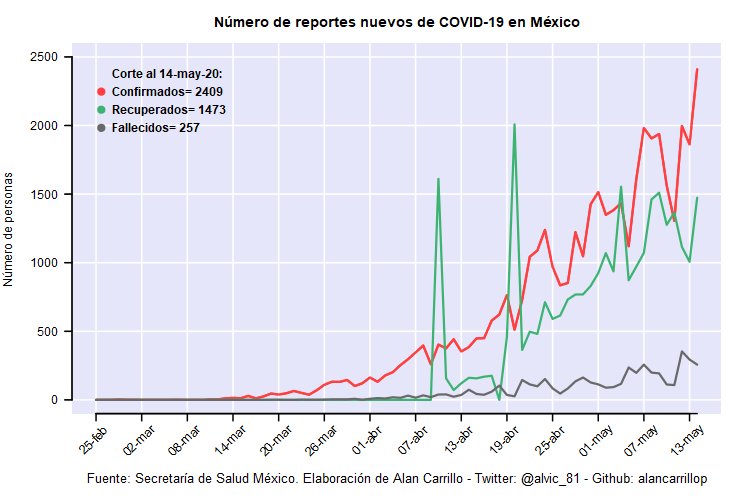 Número de reportes nuevos de COVID-19 en México
Número de personas
2500
2000
1500
1000
500
0
Corte al 14-may-20:
Confirmados= 2409
Recuperados= 1473
Fallecidos= 257
25-feb
02-mar
08-mar
14-mar
20-mar
26-mar
01-abr
07-abr
13-abr
19-abr
25-abr
01-may
07-may
13-may
Fuente: Secretaría de Salud México. Elaboración de Alan Carrillo - Twitter: @alvic_81 - Github: alancarrillop